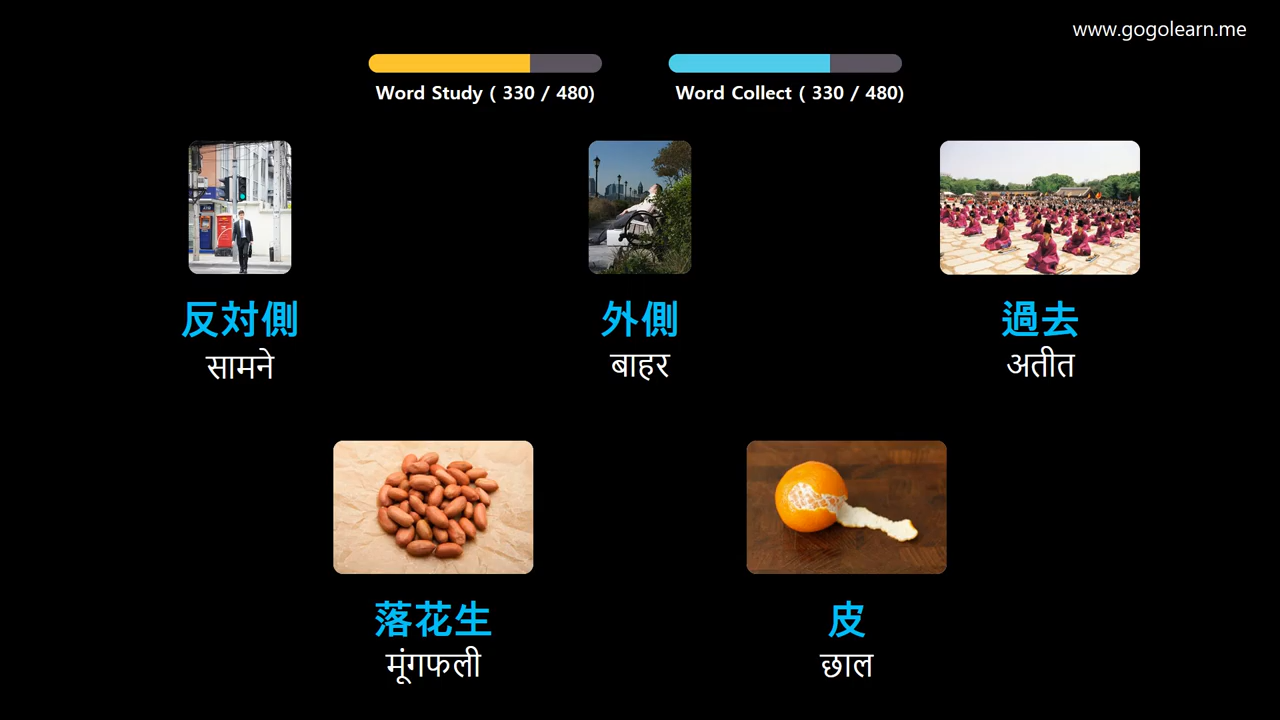 www.gogolearn.me
Word Study ( 330 / 480)
Word Collect ( 330 / 480)
反対側
सामने
外側
बाहर
過去
अतीत
落花生
मूंगफली
皮
छाल